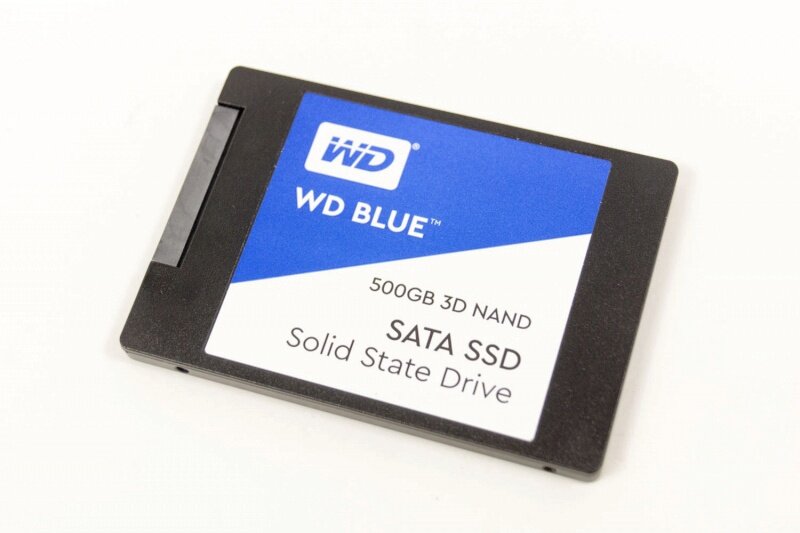 WD®
WD BLUE™
500GB 3D NAND
SATA SSD
Solid State Drive